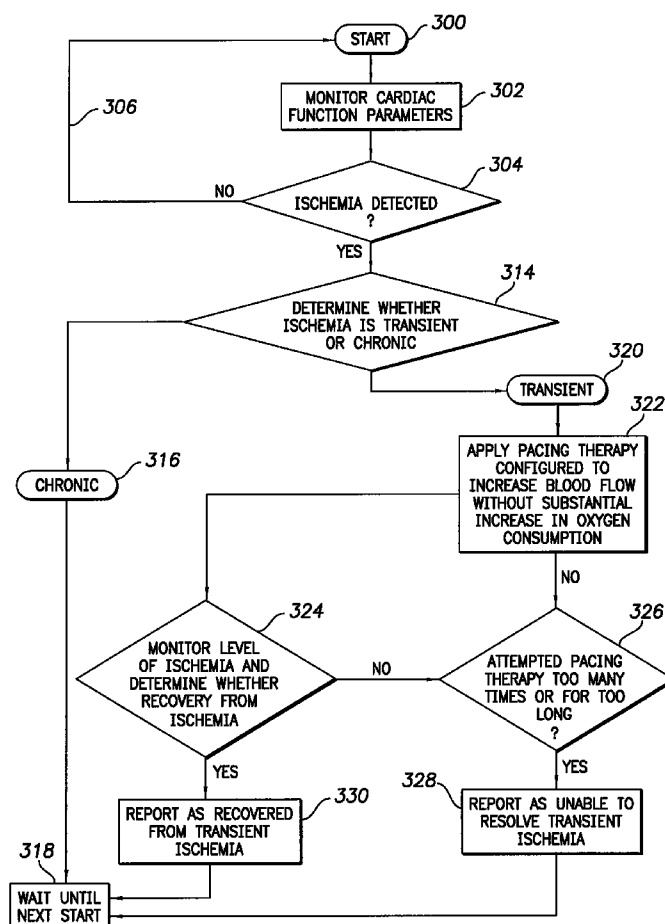 START
300
MONITOR CARDIAC
FUNCTION PARAMETERS
302
306
304
NO
ISCHEMIA DETECTED
?
YES
314
DETERMINE WHETHER
ISCHEMIA IS TRANSIENT
OR CHRONIC
320
TRANSIENT
322
APPLY PACING THERAPY
CONFIGURED TO
INCREASE BLOOD FLOW
WITHOUT SUBSTANTIAL
INCREASE IN OXYGEN
CONSUMPTION
CHRONIC
316
NO
324
MONITOR LEVEL
OF ISCHEMIA AND
DETERMINE WHETHER
RECOVERY FROM
ISCHEMIA
NO
326
ATTEMPTED PACING
THERAPY TOO MANY
TIMES OR FOR TOO
LONG
?
YES
YES
330
REPORT AS RECOVERED
FROM TRANSIENT
ISCHEMIA
328
REPORT AS UNABLE TO
RESOLVE TRANSIENT
ISCHEMIA
318
WAIT UNTIL
NEXT START